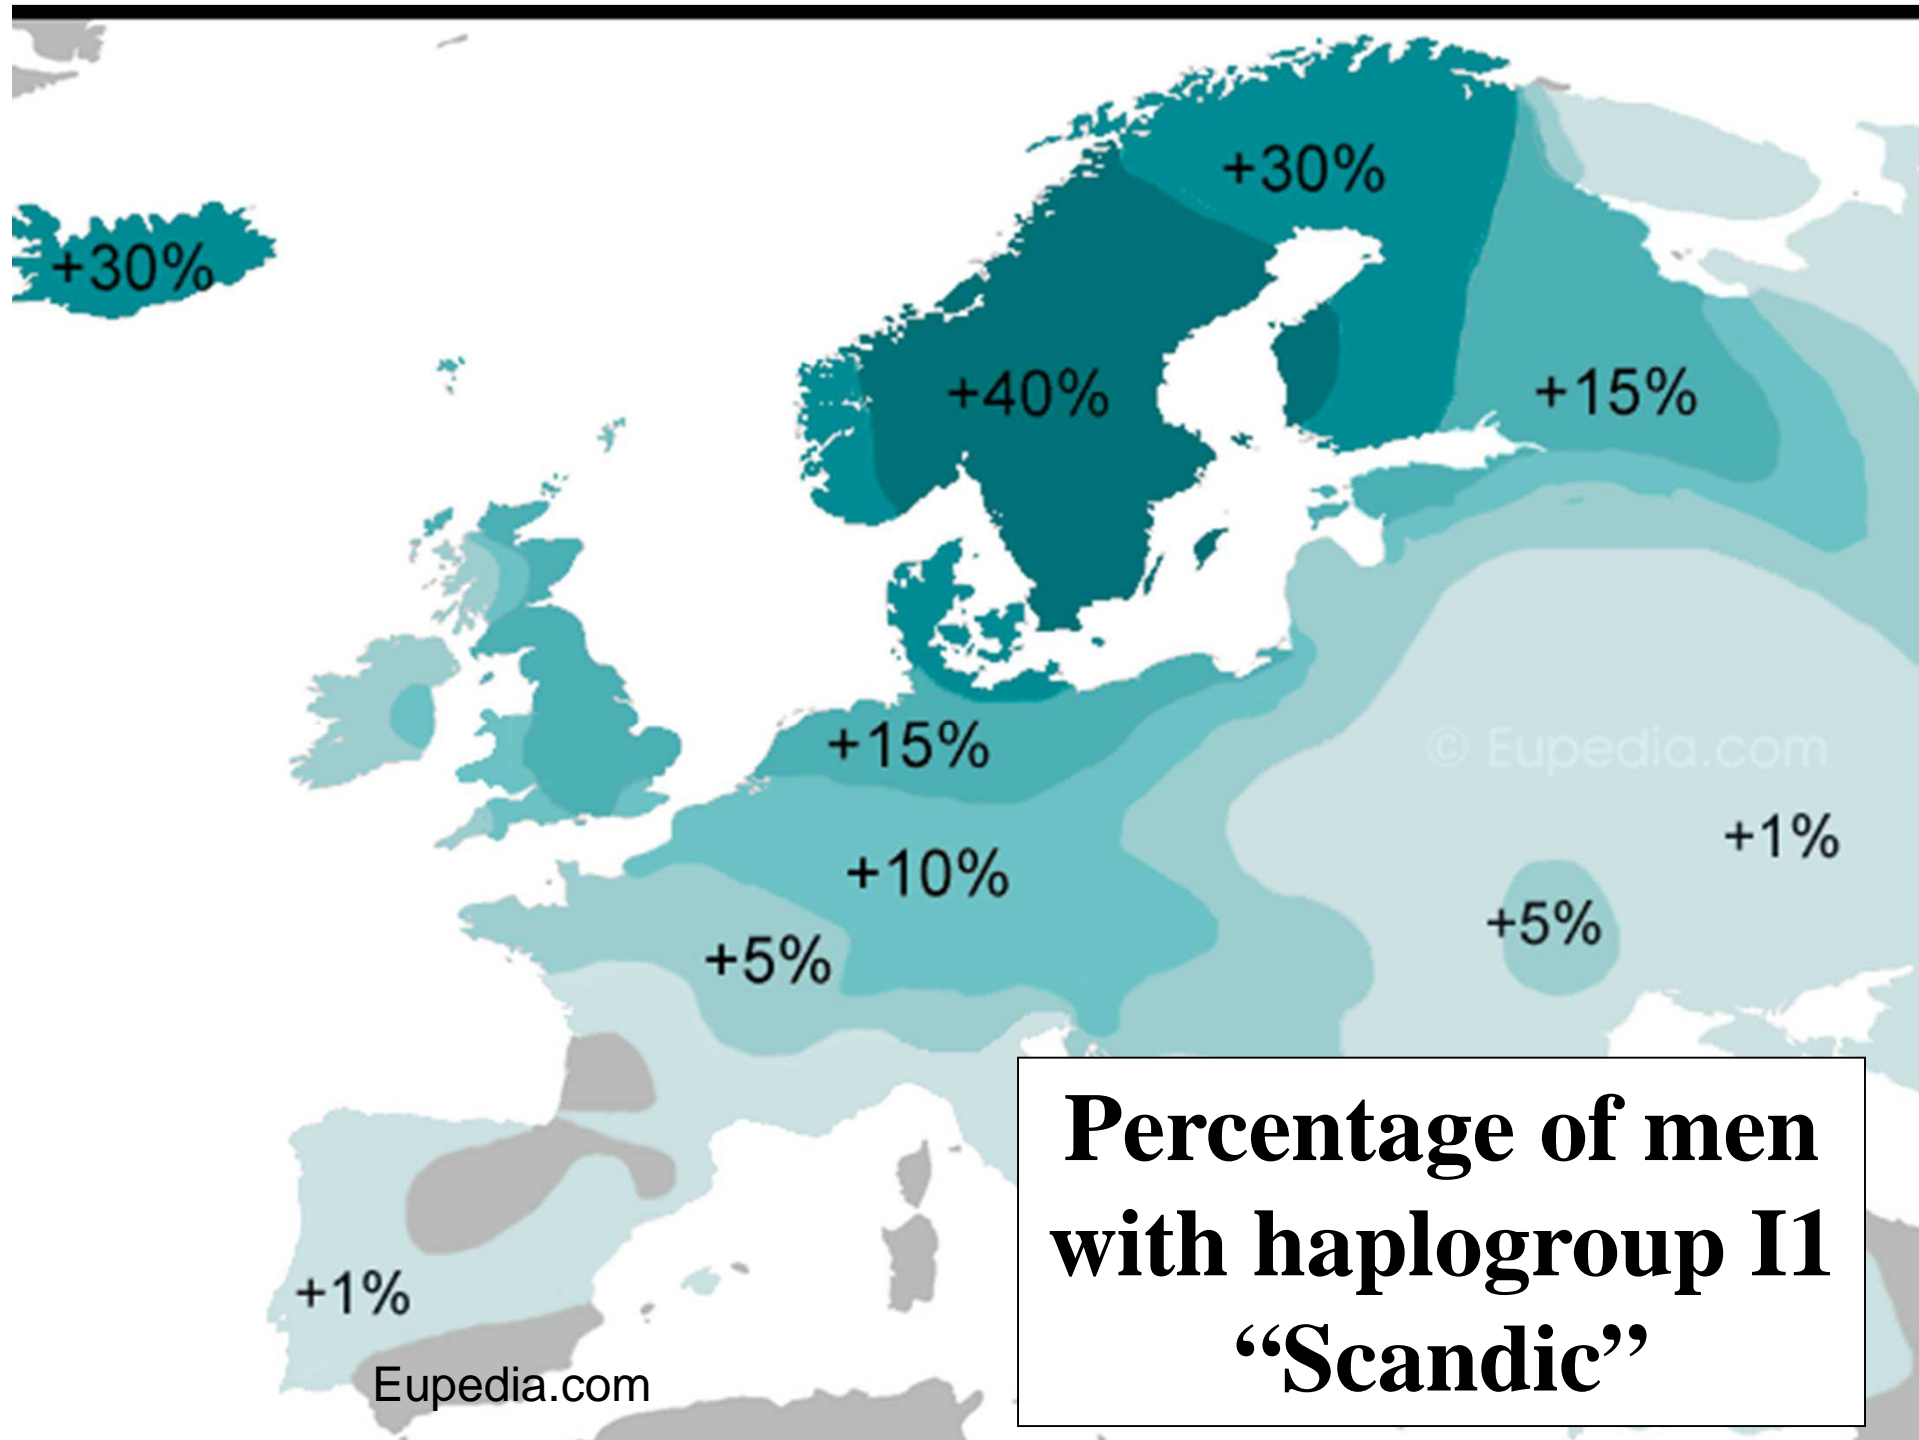 +30%
+30%
+40%
+15%
+15%
© Eupedia.com
+1%
+10%
+5%
+5%
Percentage of men
with haplogroup I1
“Scandic”
+1%
Eupedia.com